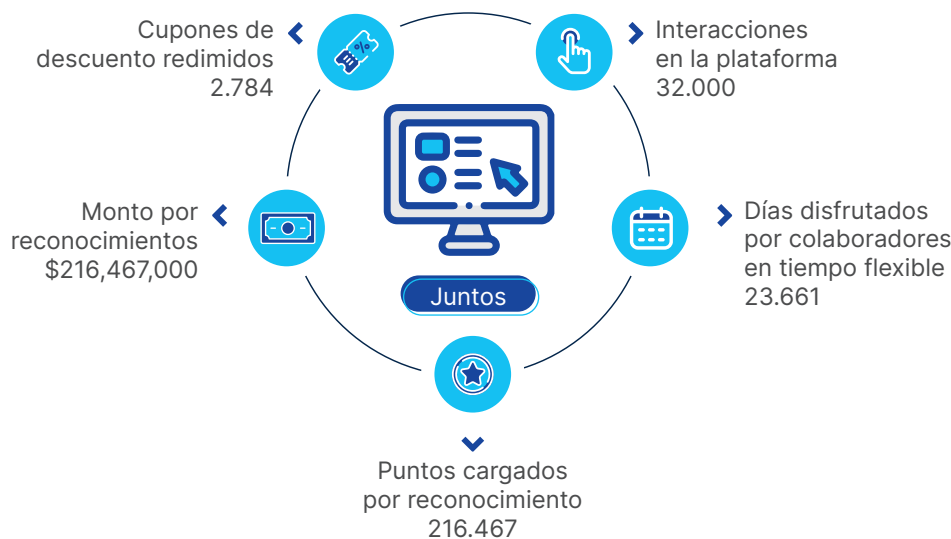 Cupones de
descuento redimidos
2.784
Interacciones
en la plataforma
32.000
Monto por
reconocimientos
$216,467,000
Días disfrutados
por colaboradores
en tiempo flexible
23.661
Juntos
Puntos cargados
por reconocimiento
216.467